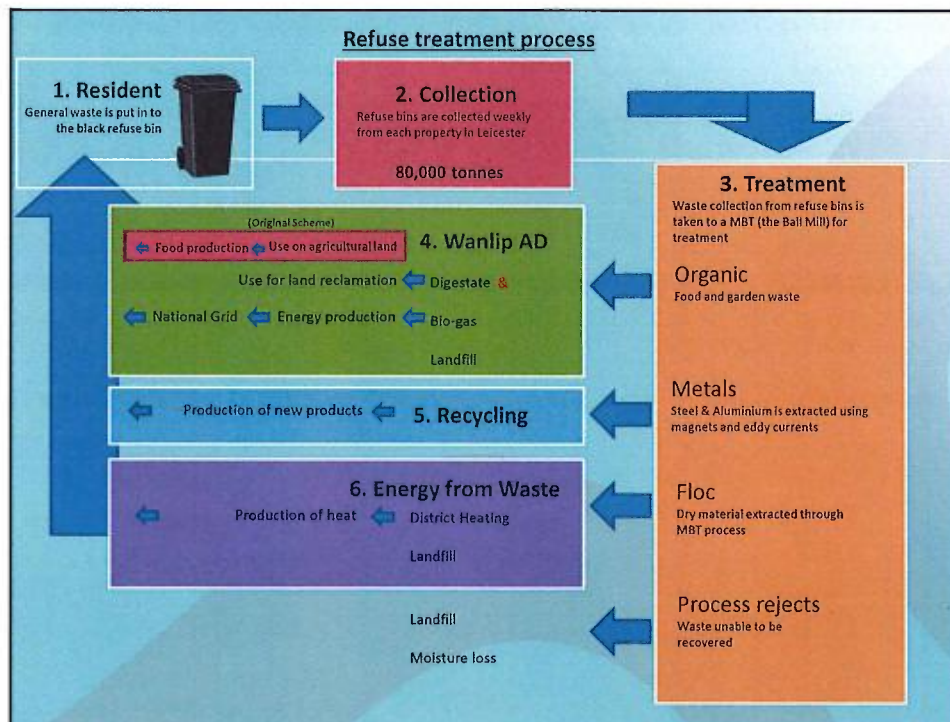 Refuse treatment process
1. Resident
General waste is put in to
the black refuse bin
2. Collection
Refuse bins are collected weekly
from each property in Leicester
80,000 tonnes
3. Treatment
Waste collection from refuse bins is
taken to a MBT (the Ball Mill) for
treatment
Organic
Food and garden waste
Metals
Steel & Aluminium is extracted using
magnets and eddy currents
Floc
Dry material extracted through
MBT process
Process rejects
Waste unable to be
recovered
(Original Scheme)
Food production Use on agricultural land
4. Wanlip AD
Use for land reclamation Digestate &
National Grid Energy production Bio-gas
Landfill
Production of new products 5. Recycling
6. Energy from Waste
Production of heat District Heating
Landfill
Landfill
Moisture loss